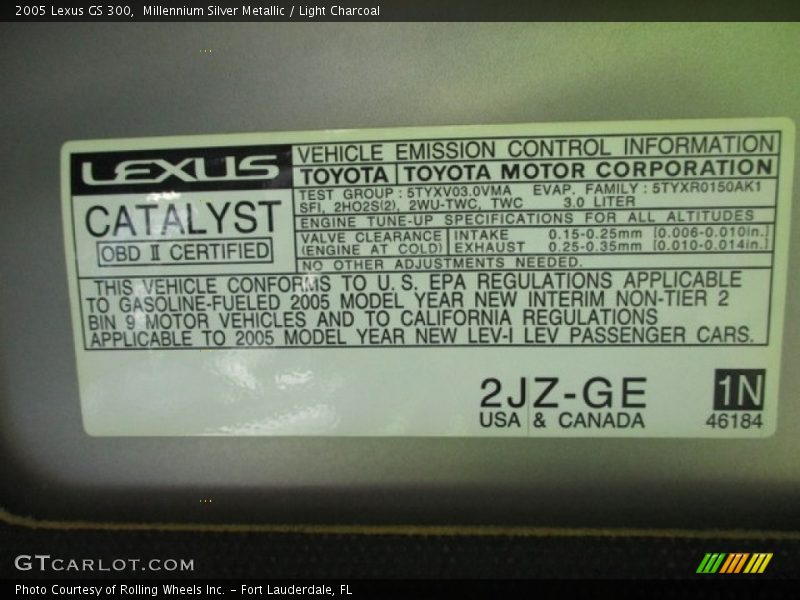 2005 Lexus GS 300,  Millennium Silver Metallic / Light Charcoal
LEXUS
CATALYST
OBD II CERTIFIED
VEHICLE EMISSION CONTROL INFORMATION
TOYOTA TOYOTA MOTOR CORPORATION
TEST GROUP : 5TYXV03.0VMA EVAP. FAMILY : 5TYXR0150AK1
SFI, 2HO2S(2), 2WU-TWC, TWC 3.0 LITER
ENGINE TUNE-UP SPECIFICATIONS FOR ALL ALTITUDES
VALVE CLEARANCE INTAKE 0.15-0.25mm [0.006-0.010in.]
(ENGINE AT COLD) EXHAUST 0.25-0.35mm [0.010-0.014in.]
NO OTHER ADJUSTMENTS NEEDED.
THIS VEHICLE CONFORMS TO U.S. EPA REGULATIONS APPLICABLE
TO GASOLINE-FUELED 2005 MODEL YEAR NEW INTERIM NON-TIER 2
BIN 9 MOTOR VEHICLES AND TO CALIFORNIA REGULATIONS
APPLICABLE TO 2005 MODEL YEAR NEW LEV-I LEV PASSENGER CARS.
2JZ-GE
USA & CANADA
1N
46184
GTCARLOT.COM
Photo Courtesy of Rolling Wheels Inc. - Fort Lauderdale, FL